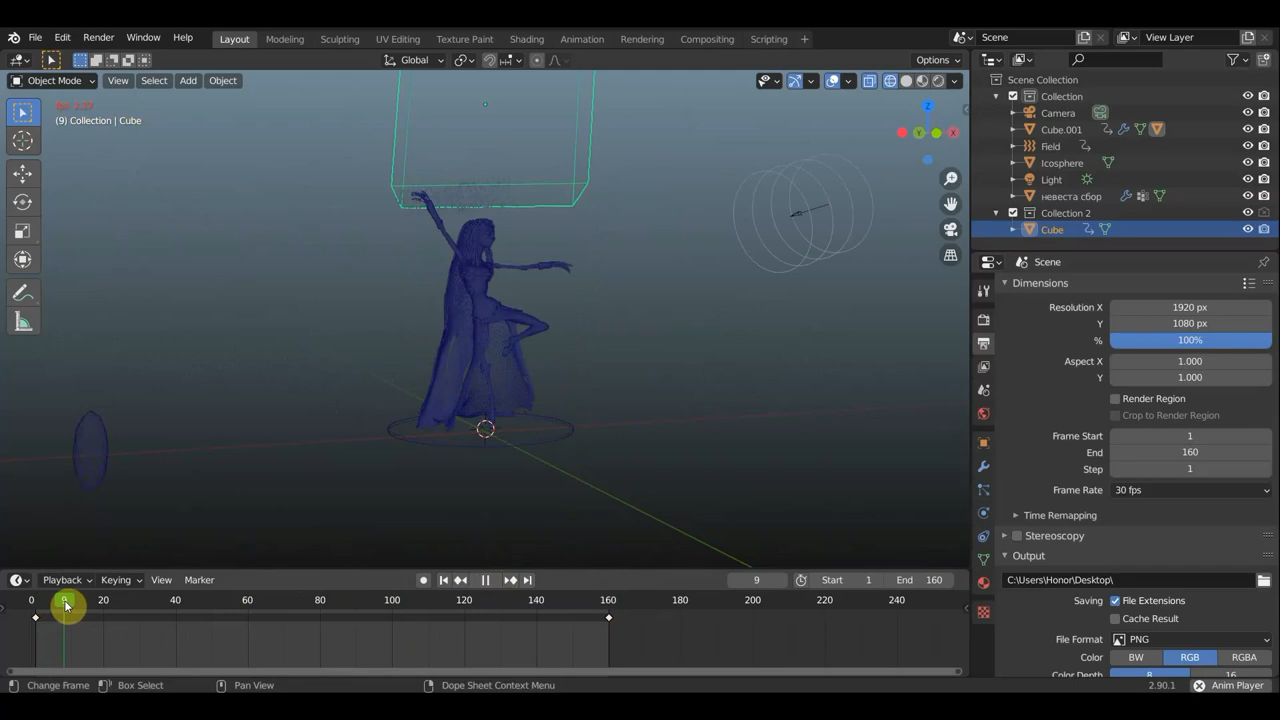 File Edit Render Window Help Layout Modeling Sculpting UV Editing Texture Paint Shading Animation Rendering Compositing Scripting + Scene View Layer
Global Options
Object Mode View Select Add Object
Scene Collection
Collection
Camera
Cube.001
Field
Icosphere
Light
невеста сбор
Collection 2
Cube
(9) Collection | Cube
Z
Y
X
Scene
Dimensions
Resolution X 1920 px
Y 1080 px
% 100%
Aspect X 1.000
Y 1.000
Render Region
Crop to Render Region
Frame Start 1
End 160
Step 1
Frame Rate 30 fps
Time Remapping
Stereoscopy
Output
C:\Users\Honor\Desktop\
Saving File Extensions
Cache Result
File Format PNG
Color BW RGB RGBA
Color Depth 8 16
Playback Keying View Marker 9 Start 1 End 160
0 9 20 40 60 80 100 120 140 160 180 200 220 240
Change Frame Box Select Pan View Dope Sheet Context Menu 2.90.1 Anim Player